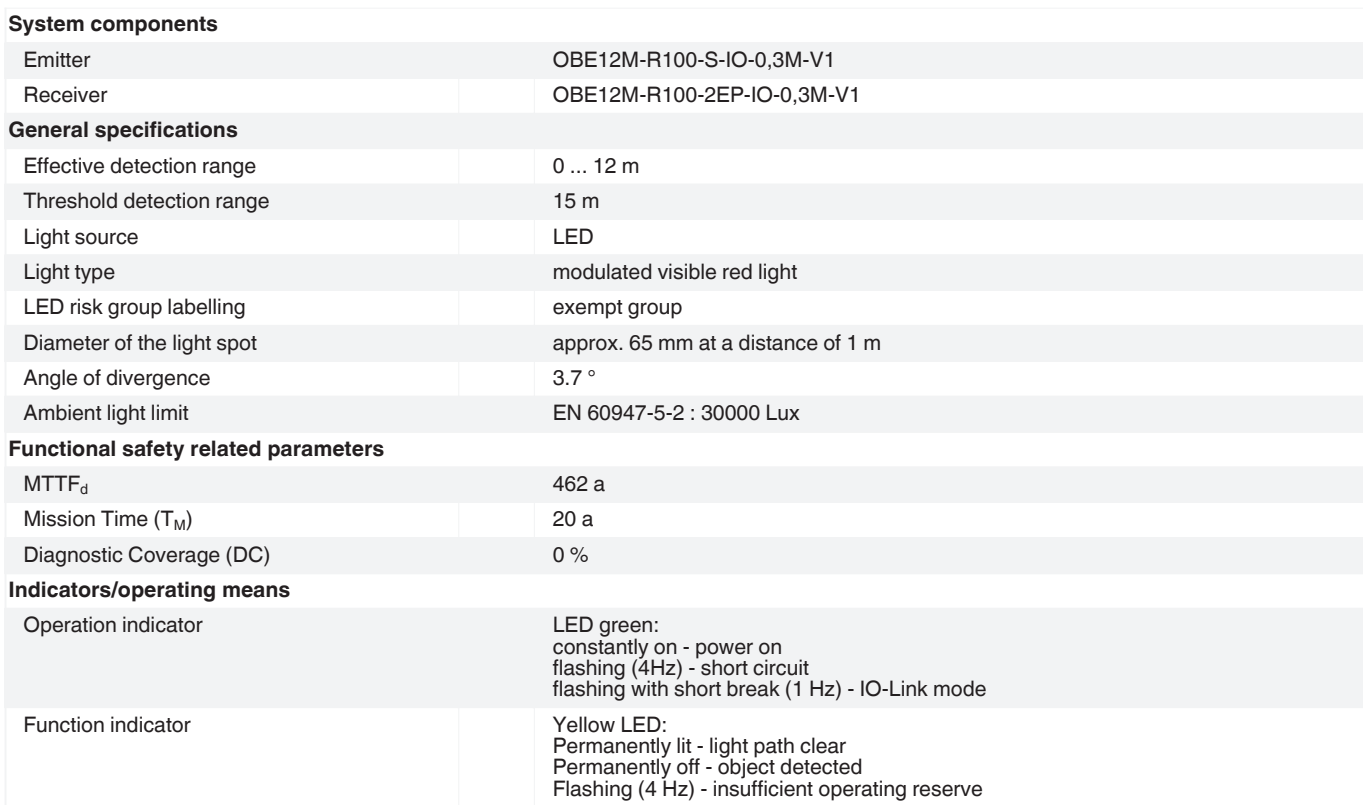 System components
Emitter OBE12M-R100-S-IO-0,3M-V1
Receiver OBE12M-R100-2EP-IO-0,3M-V1
General specifications
Effective detection range 0 ... 12 m
Threshold detection range 15 m
Light source LED
Light type modulated visible red light
LED risk group labelling exempt group
Diameter of the light spot approx. 65 mm at a distance of 1 m
Angle of divergence 3.7 °
Ambient light limit EN 60947-5-2 : 30000 Lux
Functional safety related parameters
MTTFd 462 a
Mission Time (TM) 20 a
Diagnostic Coverage (DC) 0 %
Indicators/operating means
Operation indicator LED green:
constantly on - power on
flashing (4Hz) - short circuit
flashing with short break (1 Hz) - IO-Link mode
Function indicator Yellow LED:
Permanently lit - light path clear
Permanently off - object detected
Flashing (4 Hz) - insufficient operating reserve